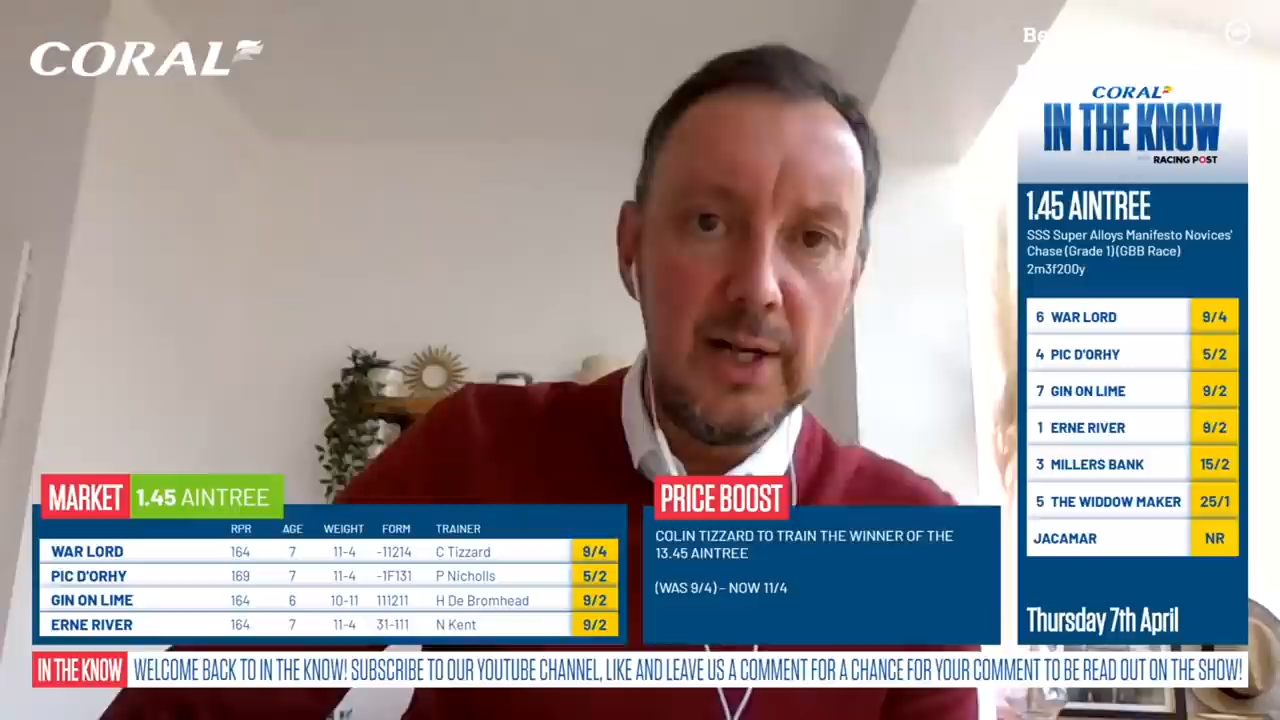 CORAL
Be
CORAL
IN THE KNOW
RACING POST
1.45 AINTREE
SSS Super Alloys Manifesto Novices'
Chase (Grade 1) (GBB Race)
2m3f200y
6 WAR LORD 9/4
4 PIC D'ORHY 5/2
7 GIN ON LIME 9/2
1 ERNE RIVER 9/2
3 MILLERS BANK 15/2
5 THE WIDDOW MAKER 25/1
JACAMAR NR
Thursday 7th April
MARKET 1.45 AINTREE
RPR AGE WEIGHT FORM TRAINER
WAR LORD 164 7 11-4 -11214 C Tizzard 9/4
PIC D'ORHY 169 7 11-4 -1F131 P Nicholls 5/2
GIN ON LIME 164 6 10-11 111211 H De Bromhead 9/2
ERNE RIVER 164 7 11-4 31-111 N Kent 9/2
PRICE BOOST
COLIN TIZZARD TO TRAIN THE WINNER OF THE
13.45 AINTREE
(WAS 9/4) – NOW 11/4
IN THE KNOW WELCOME BACK TO IN THE KNOW! SUBSCRIBE TO OUR YOUTUBE CHANNEL, LIKE AND LEAVE US A COMMENT FOR A CHANCE FOR YOUR COMMENT TO BE READ OUT ON THE SHOW!